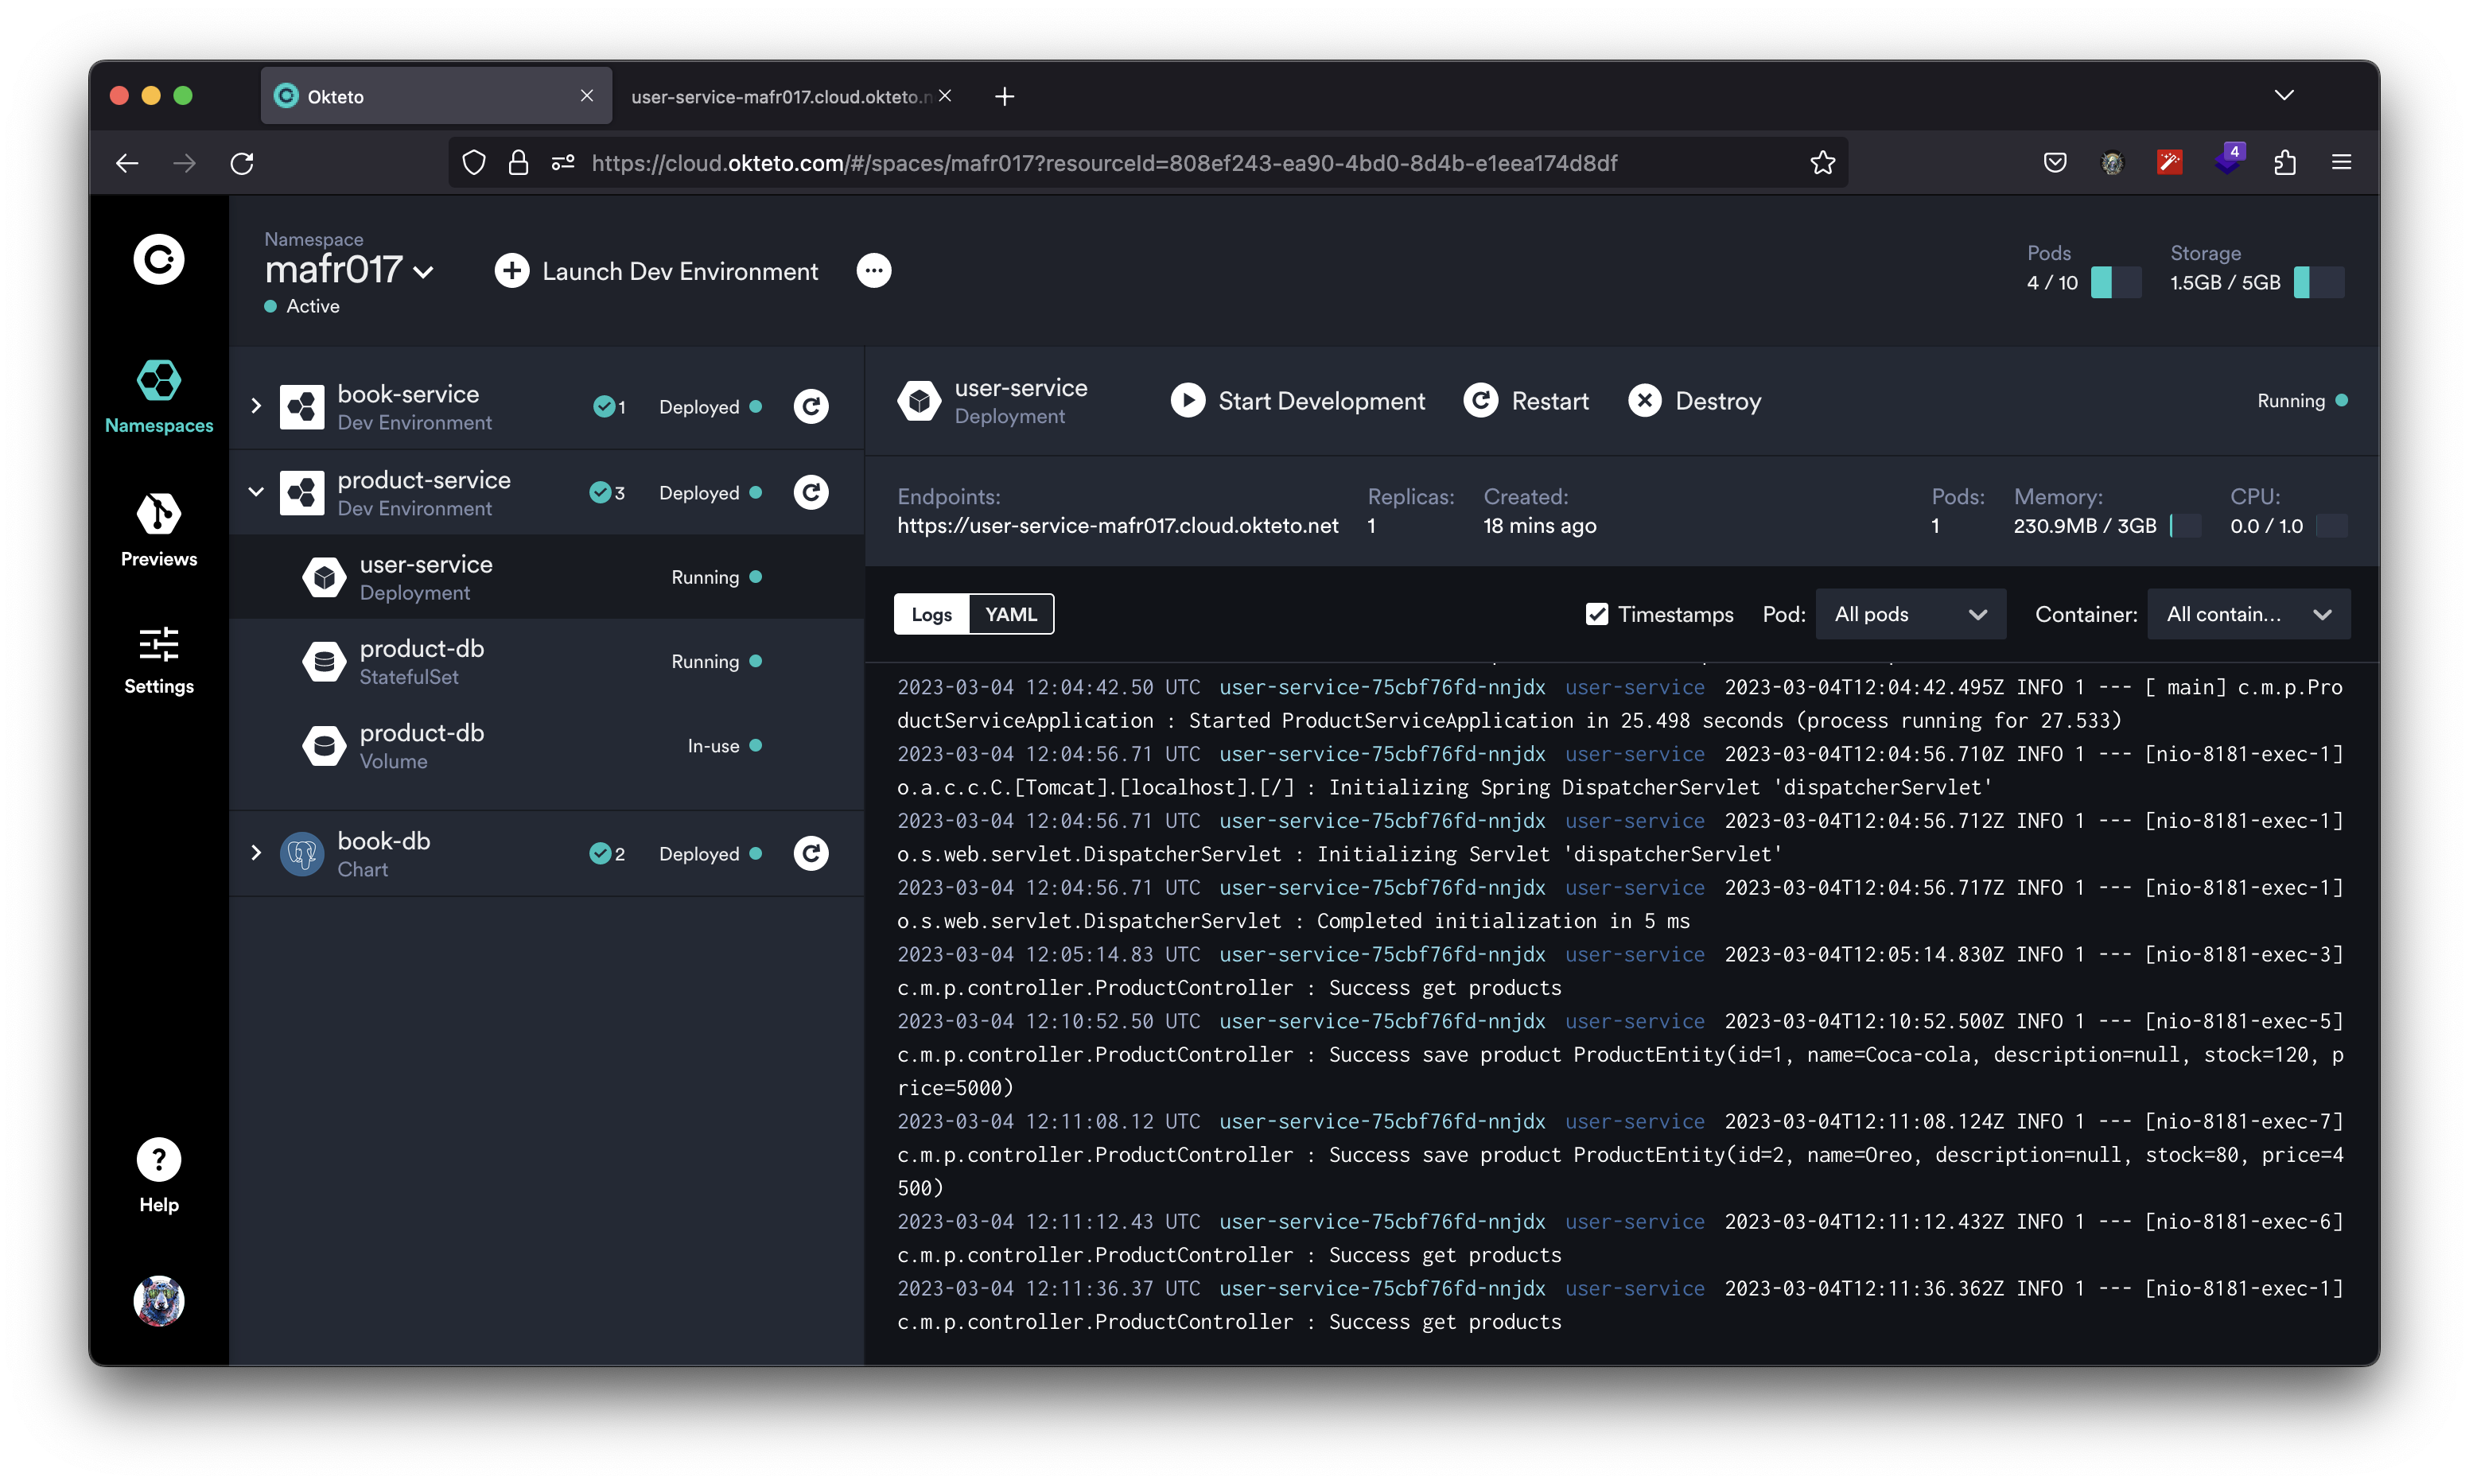 Okteto
user-service-mafr017.cloud.okteto.n
https://cloud.okteto.com/#/spaces/mafr017?resourceId=808ef243-ea90-4bd0-8d4b-e1eea174d8df
4
Namespace
mafr017
Active
Launch Dev Environment
Pods
4 / 10
Storage
1.5GB / 5GB
Namespaces
Previews
Settings
Help
book-service
Dev Environment
1
Deployed
product-service
Dev Environment
3
Deployed
user-service
Deployment
Running
product-db
StatefulSet
Running
product-db
Volume
In-use
book-db
Chart
2
Deployed
user-service
Deployment
Start Development
Restart
Destroy
Running
Endpoints:
https://user-service-mafr017.cloud.okteto.net
Replicas:
1
Created:
18 mins ago
Pods:
1
Memory:
230.9MB / 3GB
CPU:
0.0 / 1.0
Logs
YAML
Timestamps
Pod:
All pods
Container:
All contain...
2023-03-04 12:04:42.50 UTC user-service-75cbf76fd-nnjdx user-service 2023-03-04T12:04:42.495Z INFO 1 --- [ main] c.m.p.Pro
ductServiceApplication : Started ProductServiceApplication in 25.498 seconds (process running for 27.533)
2023-03-04 12:04:56.71 UTC user-service-75cbf76fd-nnjdx user-service 2023-03-04T12:04:56.710Z INFO 1 --- [nio-8181-exec-1]
o.a.c.c.C.[Tomcat].[localhost].[/] : Initializing Spring DispatcherServlet 'dispatcherServlet'
2023-03-04 12:04:56.71 UTC user-service-75cbf76fd-nnjdx user-service 2023-03-04T12:04:56.712Z INFO 1 --- [nio-8181-exec-1]
o.s.web.servlet.DispatcherServlet : Initializing Servlet 'dispatcherServlet'
2023-03-04 12:04:56.71 UTC user-service-75cbf76fd-nnjdx user-service 2023-03-04T12:04:56.717Z INFO 1 --- [nio-8181-exec-1]
o.s.web.servlet.DispatcherServlet : Completed initialization in 5 ms
2023-03-04 12:05:14.83 UTC user-service-75cbf76fd-nnjdx user-service 2023-03-04T12:05:14.830Z INFO 1 --- [nio-8181-exec-3]
c.m.p.controller.ProductController : Success get products
2023-03-04 12:10:52.50 UTC user-service-75cbf76fd-nnjdx user-service 2023-03-04T12:10:52.500Z INFO 1 --- [nio-8181-exec-5]
c.m.p.controller.ProductController : Success save product ProductEntity(id=1, name=Coca-cola, description=null, stock=120, p
rice=5000)
2023-03-04 12:11:08.12 UTC user-service-75cbf76fd-nnjdx user-service 2023-03-04T12:11:08.124Z INFO 1 --- [nio-8181-exec-7]
c.m.p.controller.ProductController : Success save product ProductEntity(id=2, name=Oreo, description=null, stock=80, price=4
500)
2023-03-04 12:11:12.43 UTC user-service-75cbf76fd-nnjdx user-service 2023-03-04T12:11:12.432Z INFO 1 --- [nio-8181-exec-6]
c.m.p.controller.ProductController : Success get products
2023-03-04 12:11:36.37 UTC user-service-75cbf76fd-nnjdx user-service 2023-03-04T12:11:36.362Z INFO 1 --- [nio-8181-exec-1]
c.m.p.controller.ProductController : Success get products